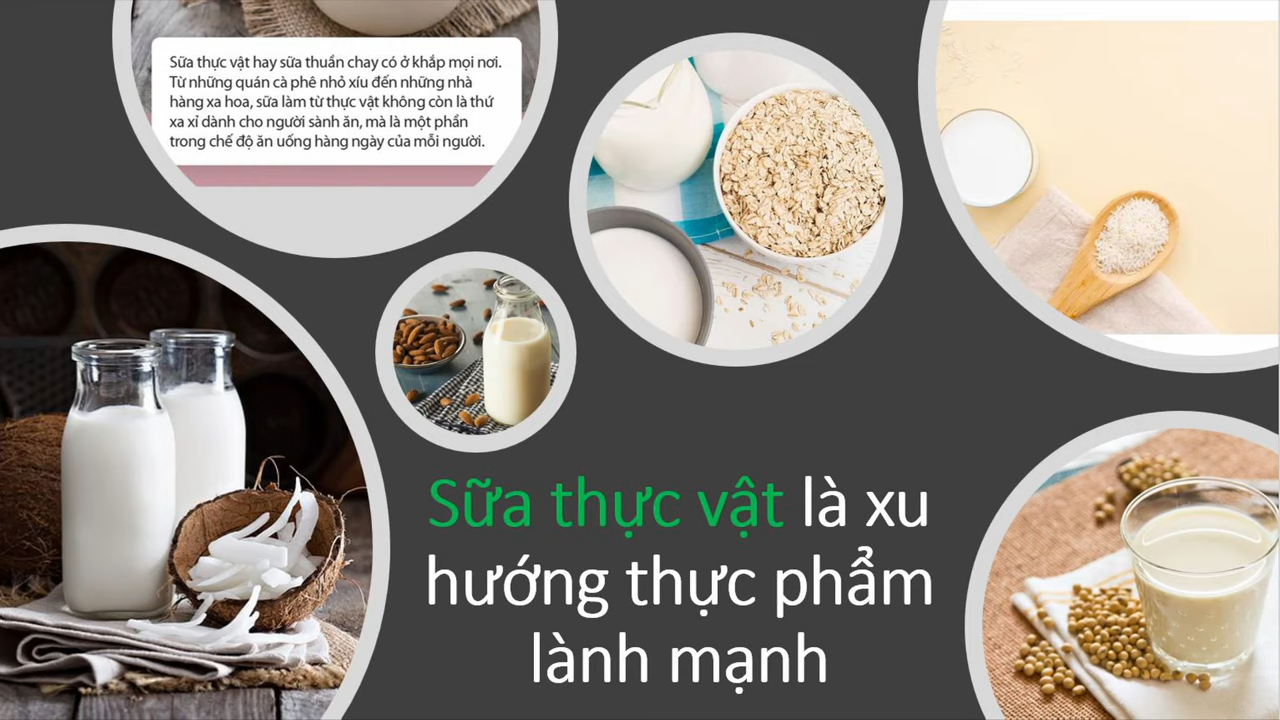 Sữa thực vật hay sữa thuần chay có ở khắp mọi nơi.
Từ những quán cà phê nhỏ xíu đến những nhà
hàng xa hoa, sữa làm từ thực vật không còn là thứ
xa xỉ dành cho người sành ăn, mà là một phần
trong chế độ ăn uống hàng ngày của mỗi người.
Sữa thực vật là xu
hướng thực phẩm
lành mạnh